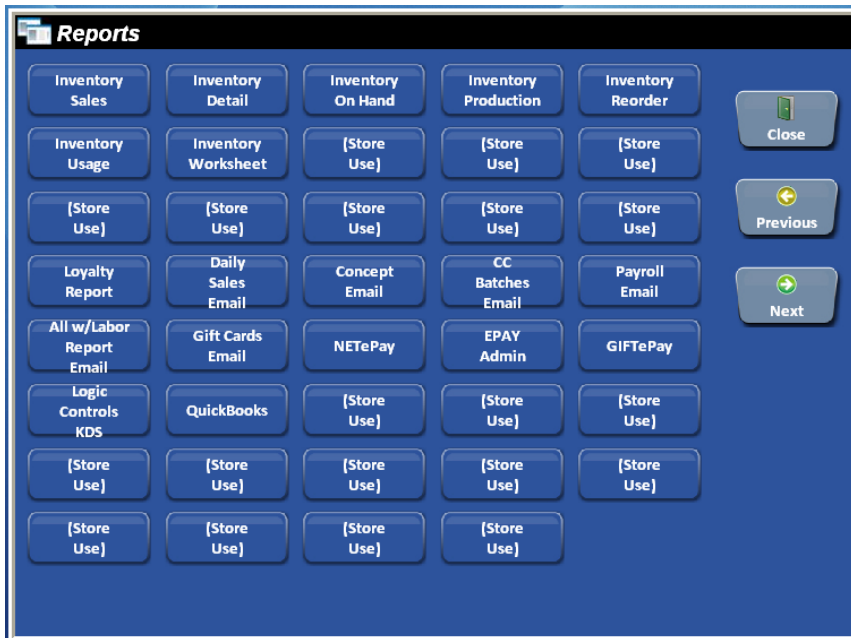 Reports
Inventory
Sales
Inventory
Detail
Inventory
On Hand
Inventory
Production
Inventory
Reorder
Close
Inventory
Usage
Inventory
Worksheet
(Store
Use)
(Store
Use)
(Store
Use)
Previous
(Store
Use)
(Store
Use)
(Store
Use)
(Store
Use)
(Store
Use)
Loyalty
Report
Daily
Sales
Email
Concept
Email
CC
Batches
Email
Payroll
Email
Next
All w/Labor
Report
Email
Gift Cards
Email
NETePay
EPAY
Admin
GIFTePay
Logic
Controls
KDS
QuickBooks
(Store
Use)
(Store
Use)
(Store
Use)
(Store
Use)
(Store
Use)
(Store
Use)
(Store
Use)
(Store
Use)
(Store
Use)
(Store
Use)
(Store
Use)
(Store
Use)